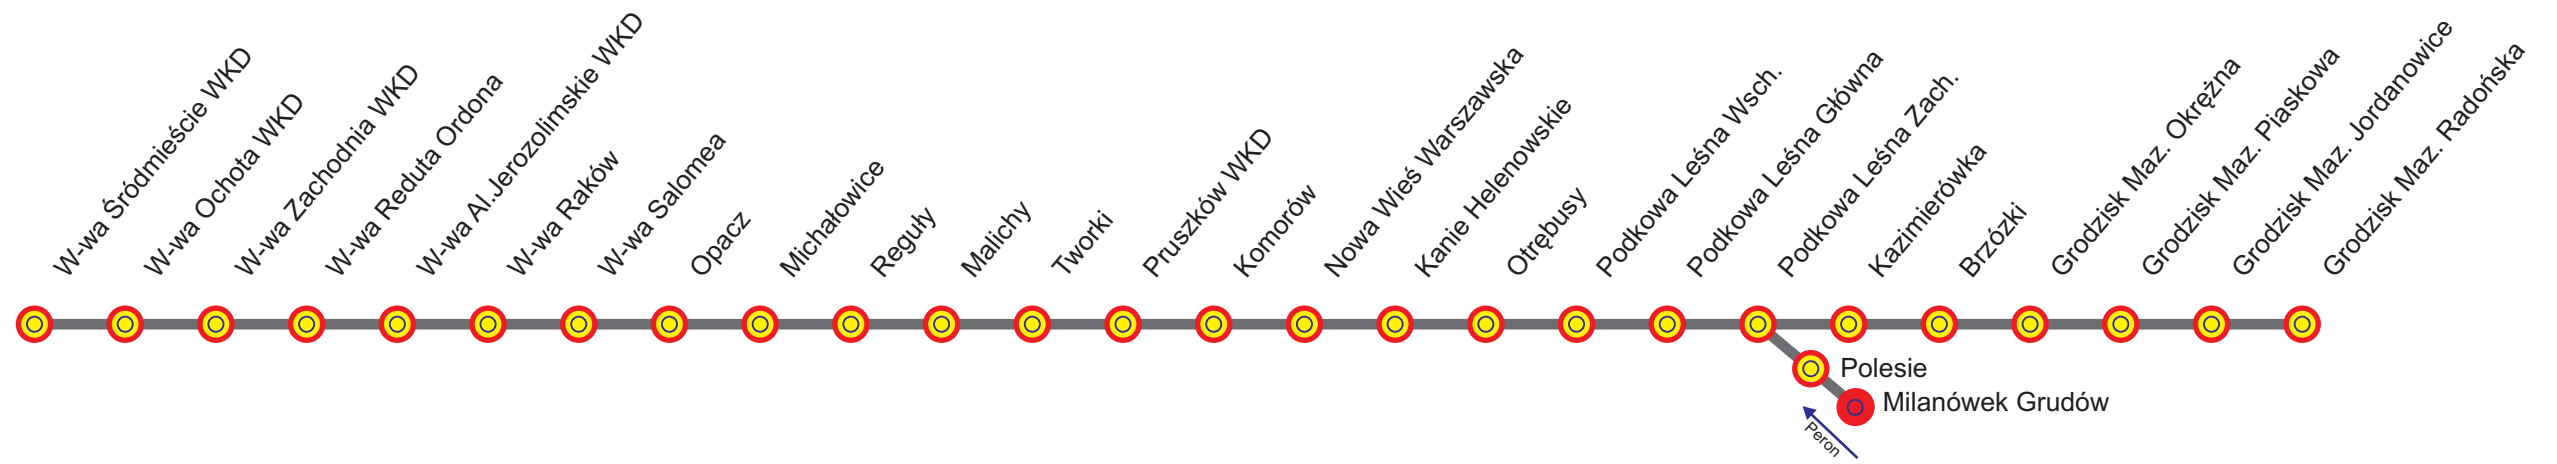 W-wa Śródmieście WKD
W-wa Ochota WKD
W-wa Zachodnia WKD
W-wa Reduta Ordona
W-wa Al.Jerozolimskie WKD
W-wa Raków
W-wa Salomea
Opacz
Michałowice
Reguły
Malichy
Tworki
Pruszków WKD
Komorów
Nowa Wieś Warszawska
Kanie Helenowskie
Otrębusy
Podkowa Leśna Wsch.
Podkowa Leśna Główna
Podkowa Leśna Zach.
Kazimierówka
Brzózki
Grodzisk Maz. Okrężna
Grodzisk Maz. Piaskowa
Grodzisk Maz. Jordanowice
Grodzisk Maz. Radońska
Polesie
Milanówek Grudów
Peron